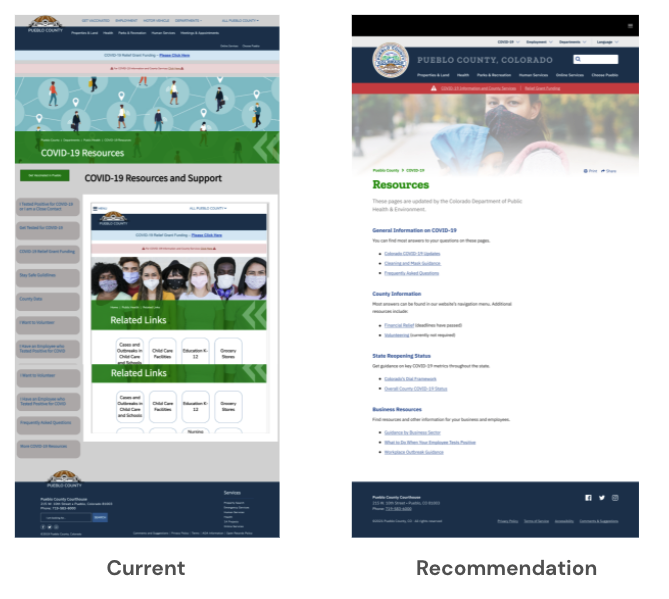 GET VACCINATED EMPLOYMENT MOTOR VEHICLE DEPARTMENTS ALL PUEBLO COUNTY
PUEBLO COUNTY
Properties & Land Health Parks & Recreation Human Services Meetings & Appointments
COVID-19 Relief Grant Funding - Please Click Here
COVID-19 Resources
COVID-19 Resources and Support
I Tested Positive for COVID-19 or I am a Close Contact
Get Tested for COVID-19
COVID-19 Relief Grant Funding
Stay Safe Guidelines
County Data
I Want to Volunteer
I Have an Employee who Tested Positive for COVID
I Want to Volunteer
I Have an Employee who Tested Positive for COVID
Frequently Asked Questions
More COVID-19 Resources
MENU ALL PUEBLO COUNTY
PUEBLO COUNTY
COVID-19 Relief Grant Funding - Please Click Here
Related Links
Cases and Outbreaks in Child Care and Schools
Child Care Facilities
Education K-12
Grocery Stores
Related Links
Cases and Outbreaks in Child Care and Schools
Child Care Facilities
Education K-12
Grocery Stores
PUEBLO COUNTY
Pueblo County Courthouse
Services
Current
COVID-19 Employment Departments Language
PUEBLO COUNTY, COLORADO
Properties & Land Health Parks & Recreation Human Services Online Services Choose Pueblo
COVID-19 Information and County Services | Relief Grant Funding
Pueblo County COVID-19
Print Share
Resources
These pages are updated by the Colorado Department of Public
Health & Environment.
General Information on COVID-19
You can find most answers to your questions on these pages.
Colorado COVID-19 Updates
Cleaning and Mask Guidance
Frequently Asked Questions
County Information
Most answers can be found in our website's navigation menu. Additional
resources include:
Financial Relief (deadlines have passed)
Volunteering (currently not required)
State Reopening Status
Get guidance on key COVID-19 metrics throughout the state.
Colorado's Dial Framework
Overall County COVID-19 Status
Business Resources
Find resources and other information for your business and employees.
Guidance by Business Sector
What to Do When Your Employee Tests Positive
Workplace Outbreak Guidance
Pueblo County Courthouse
Privacy Policy Terms of Service Accessibility Comments & Suggestions
Recommendation